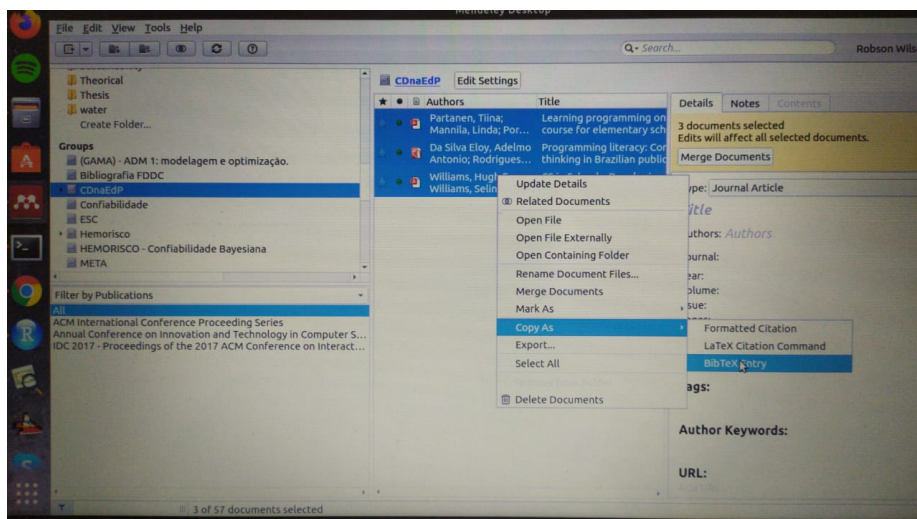 Mendeley Desktop
File Edit View Tools Help
Search...
Robson Wils
Theorical
Thesis
water
Create Folder...
Groups
(GAMA) - ADM 1: modelagem e optimização.
Bibliografia FDDC
CDnaEdP
Confiabilidade
ESC
Hemorisco
HEMORISCO - Confiabilidade Bayesiana
META
Filter by Publications
All
ACM International Conference Proceeding Series
Annual Conference on Innovation and Technology in Computer S...
IDC 2017 - Proceedings of the 2017 ACM Conference on Interact...
CDnaEdP Edit Settings
Authors Title
Partanen, Tiina; Learning programming on
Mannila, Linda; Por... course for elementary sch
Da Silva Eloy, Adelmo Programming literacy: Cor
Antonio; Rodrigues... thinking in Brazilian public
Williams, Hugh
Williams, Selin
Update Details
Related Documents
Open File
Open File Externally
Open Containing Folder
Rename Document Files...
Merge Documents
Mark As
Copy As
Export...
Select All
Delete Documents
Formatted Citation
LaTeX Citation Command
BibTeX Entry
Details Notes Contents
3 documents selected
Edits will affect all selected documents.
Merge Documents
ype: Journal Article
Title
uthors: Authors
ournal:
ear:
olume:
sue:
ags:
Author Keywords:
URL:
3 of 57 documents selected